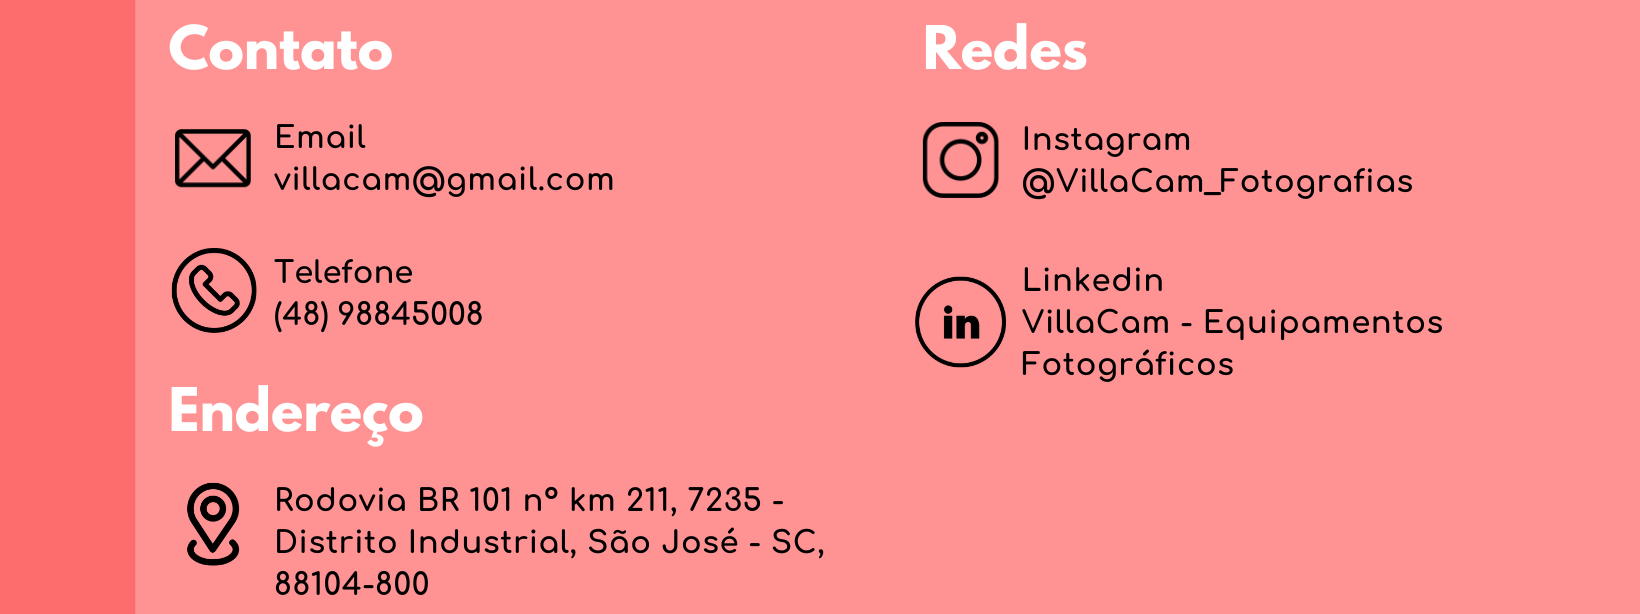 Contato
Email
villacam@gmail.com
Telefone
(48) 98845008
Endereço
Rodovia BR 101 nº km 211, 7235 -
Distrito Industrial, São José - SC,
88104-800
Redes
Instagram
@VillaCam_Fotografias
in
Linkedin
VillaCam - Equipamentos
Fotográficos